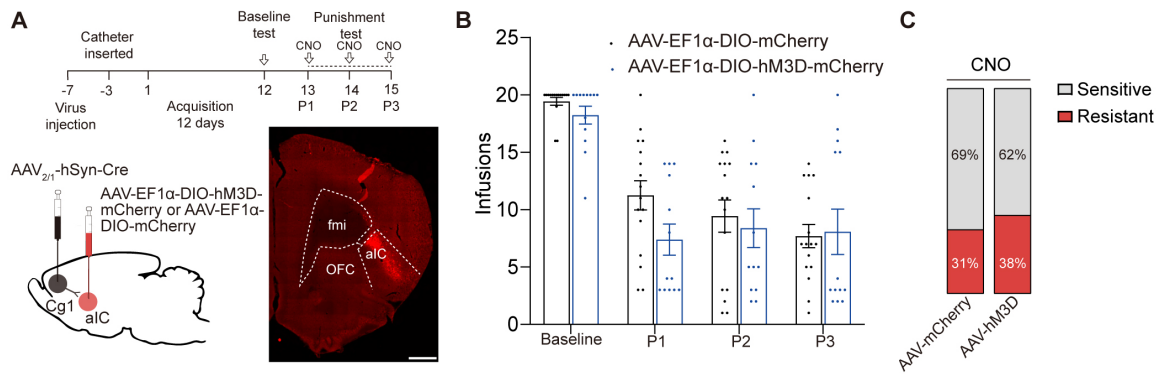 A
Baseline test
Punishment test
Catheter inserted
CNO CNO CNO
-7 -3 1 12 13 14 15
P1 P2 P3
Virus injection
Acquisition 12 days
AAV2/1-hSyn-Cre
AAV-EF1α-DIO-hM3D-
mCherry or AAV-EF1α-
DIO-mCherry
Cg1
aIC
fmi
aIC
OFC
B
AAV-EF1α-DIO-mCherry
AAV-EF1α-DIO-hM3D-mCherry
Infusions
25
20
15
10
5
0
Baseline P1 P2 P3
C
CNO
Sensitive
Resistant
69% 62%
31% 38%
AAV-mCherry
AAV-hM3D